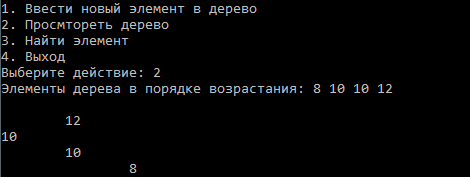 1. Ввести новый элемент в дерево
2. Просмтореть дерево
3. Найти элемент
4. Выход
Выберите действие: 2
Элементы дерева в порядке возрастания: 8 10 10 12
12
10
10
8